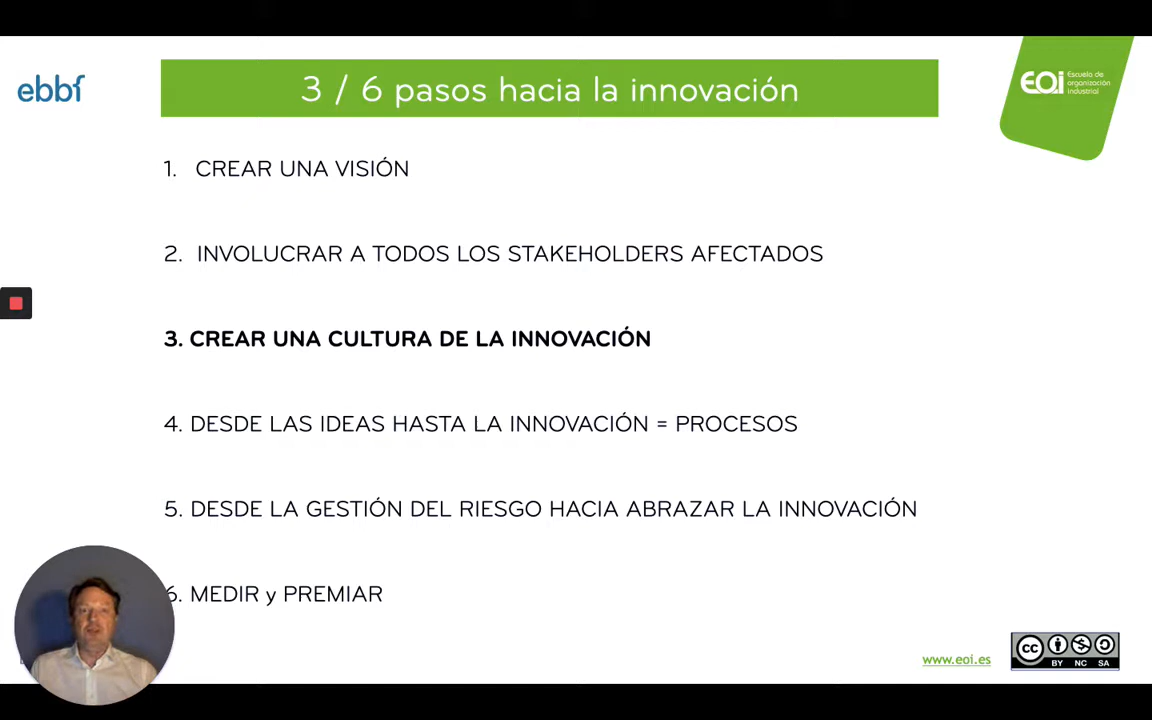 ebbf
3 / 6 pasos hacia la innovación
EOi Escuela de
organización
industrial
1. CREAR UNA VISIÓN
2. INVOLUCRAR A TODOS LOS STAKEHOLDERS AFECTADOS
3. CREAR UNA CULTURA DE LA INNOVACIÓN
4. DESDE LAS IDEAS HASTA LA INNOVACIÓN = PROCESOS
5. DESDE LA GESTIÓN DEL RIESGO HACIA ABRAZAR LA INNOVACIÓN
6. MEDIR y PREMIAR
www.eoi.es
cc
BY NC SA